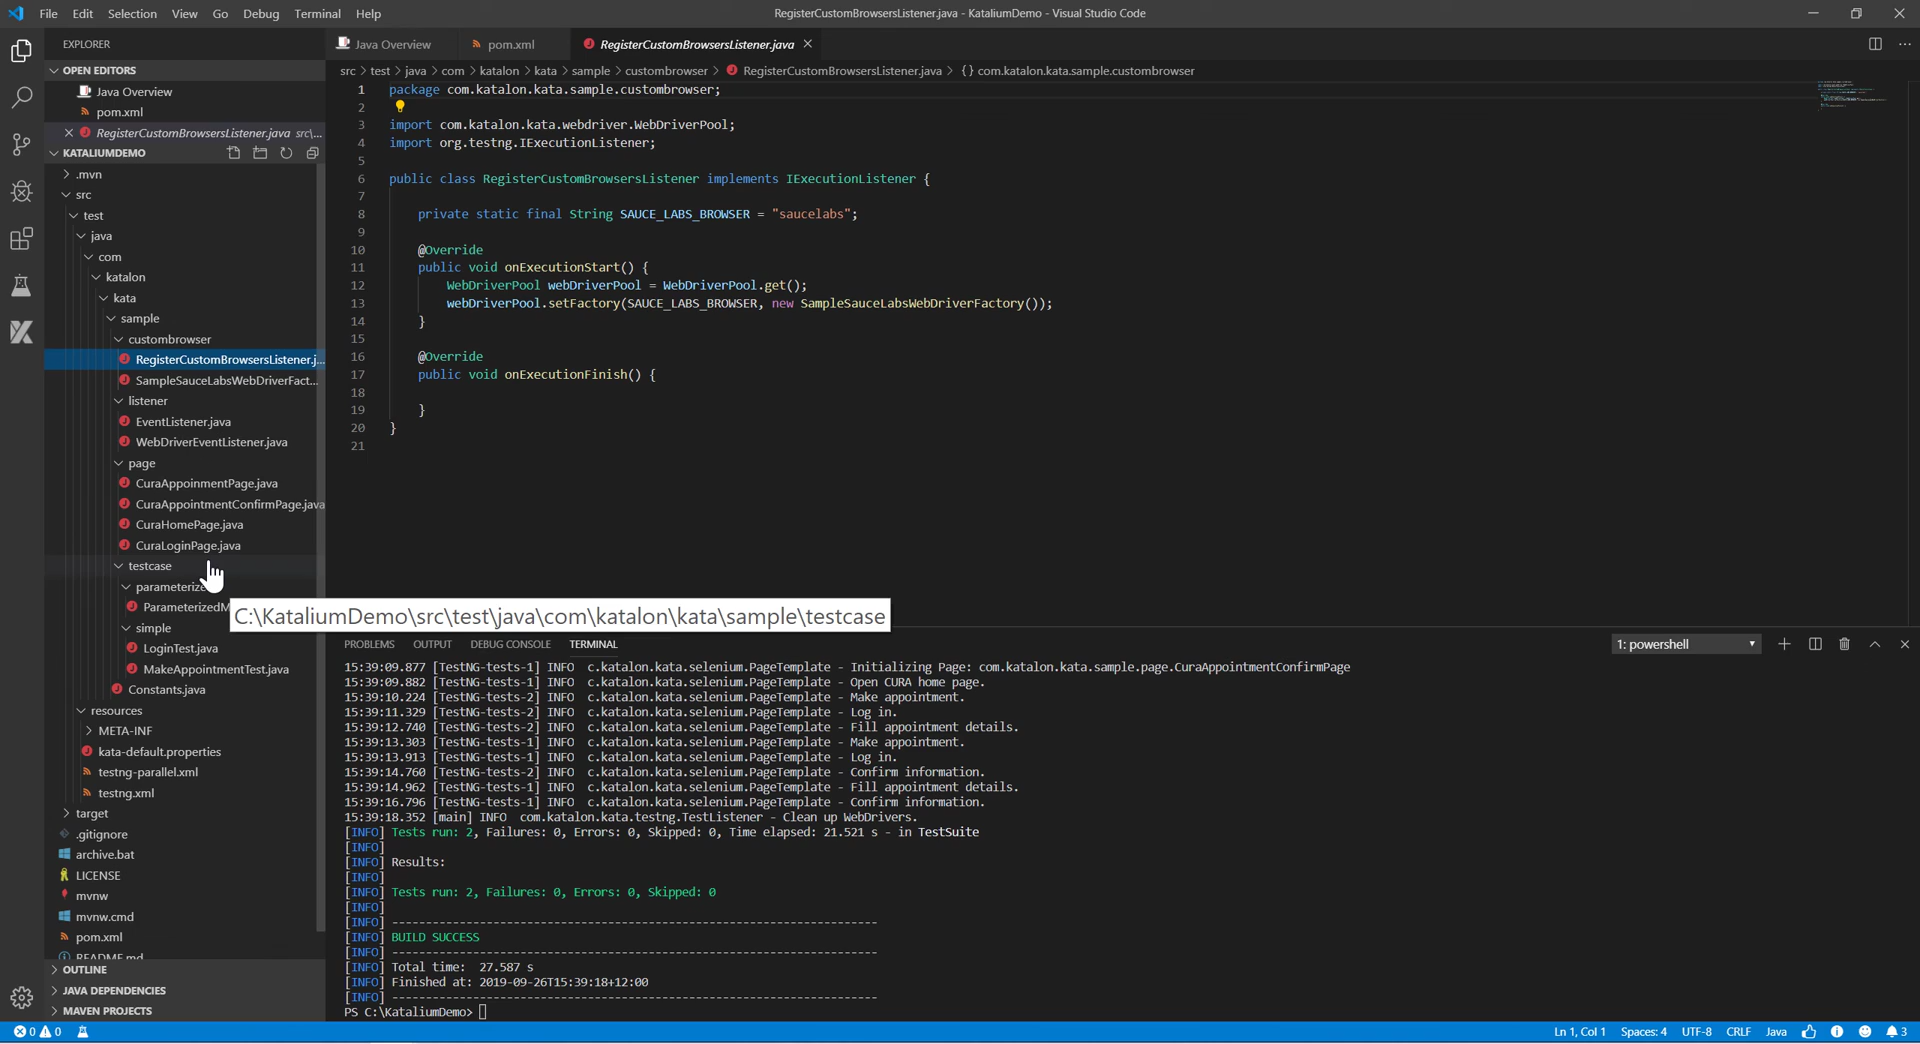 File Edit Selection View Go Debug Terminal Help
RegisterCustomBrowsersListener.java - KataliumDemo - Visual Studio Code
EXPLORER
OPEN EDITORS
Java Overview
pom.xml
RegisterCustomBrowsersListener.java src\...
KATALIUMDEMO
.mvn
src
test
java
com
katalon
kata
sample
custombrowser
RegisterCustomBrowsersListener.j...
SampleSauceLabsWebDriverFact...
listener
EventListener.java
WebDriverEventListener.java
page
CuraAppoinmentPage.java
CuraAppointmentConfirmPage.java
CuraHomePage.java
CuraLoginPage.java
testcase
parameterize
ParameterizedM
simple
LoginTest.java
MakeAppointmentTest.java
Constants.java
resources
META-INF
kata-default.properties
testng-parallel.xml
testng.xml
target
.gitignore
archive.bat
LICENSE
mvnw
mvnw.cmd
pom.xml
README.md
OUTLINE
JAVA DEPENDENCIES
MAVEN PROJECTS
Java Overview pom.xml RegisterCustomBrowsersListener.java
src > test > java > com > katalon > kata > sample > custombrowser > RegisterCustomBrowsersListener.java > {} com.katalon.kata.sample.custombrowser
1 package com.katalon.kata.sample.custombrowser;
2
3 import com.katalon.kata.webdriver.WebDriverPool;
4 import org.testng.IExecutionListener;
5
6 public class RegisterCustomBrowsersListener implements IExecutionListener {
7
8 private static final String SAUCE_LABS_BROWSER = "saucelabs";
9
10 @Override
11 public void onExecutionStart() {
12 WebDriverPool webDriverPool = WebDriverPool.get();
13 webDriverPool.setFactory(SAUCE_LABS_BROWSER, new SampleSauceLabsWebDriverFactory());
14 }
15
16 @Override
17 public void onExecutionFinish() {
18
19 }
20 }
21
C:\KataliumDemo\src\test\java\com\katalon\kata\sample\testcase
PROBLEMS OUTPUT DEBUG CONSOLE TERMINAL
1: powershell
15:39:09.877 [TestNG-tests-1] INFO c.katalon.kata.selenium.PageTemplate - Initializing Page: com.katalon.kata.sample.page.CuraAppointmentConfirmPage
15:39:09.882 [TestNG-tests-1] INFO c.katalon.kata.selenium.PageTemplate - Open CURA home page.
15:39:10.224 [TestNG-tests-2] INFO c.katalon.kata.selenium.PageTemplate - Make appointment.
15:39:11.329 [TestNG-tests-2] INFO c.katalon.kata.selenium.PageTemplate - Log in.
15:39:12.740 [TestNG-tests-2] INFO c.katalon.kata.selenium.PageTemplate - Fill appointment details.
15:39:13.303 [TestNG-tests-1] INFO c.katalon.kata.selenium.PageTemplate - Make appointment.
15:39:13.913 [TestNG-tests-1] INFO c.katalon.kata.selenium.PageTemplate - Log in.
15:39:14.760 [TestNG-tests-2] INFO c.katalon.kata.selenium.PageTemplate - Confirm information.
15:39:14.962 [TestNG-tests-1] INFO c.katalon.kata.selenium.PageTemplate - Fill appointment details.
15:39:16.796 [TestNG-tests-1] INFO c.katalon.kata.selenium.PageTemplate - Confirm information.
15:39:18.352 [main] INFO com.katalon.kata.testng.TestListener - Clean up WebDrivers.
[INFO] Tests run: 2, Failures: 0, Errors: 0, Skipped: 0, Time elapsed: 21.521 s - in TestSuite
[INFO]
[INFO] Results:
[INFO]
[INFO] Tests run: 2, Failures: 0, Errors: 0, Skipped: 0
[INFO]
[INFO] ------------------------------------------------------------------------
[INFO] BUILD SUCCESS
[INFO] ------------------------------------------------------------------------
[INFO] Total time: 27.587 s
[INFO] Finished at: 2019-09-26T15:39:18+12:00
[INFO] ------------------------------------------------------------------------
PS C:\KataliumDemo>
0 0 Ln 1, Col 1 Spaces: 4 UTF-8 CRLF Java 3